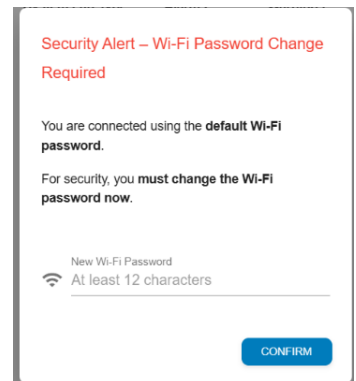 Security Alert – Wi-Fi Password Change
Required
You are connected using the default Wi-Fi
password.
For security, you must change the Wi-Fi
password now.
New Wi-Fi Password
At least 12 characters
CONFIRM